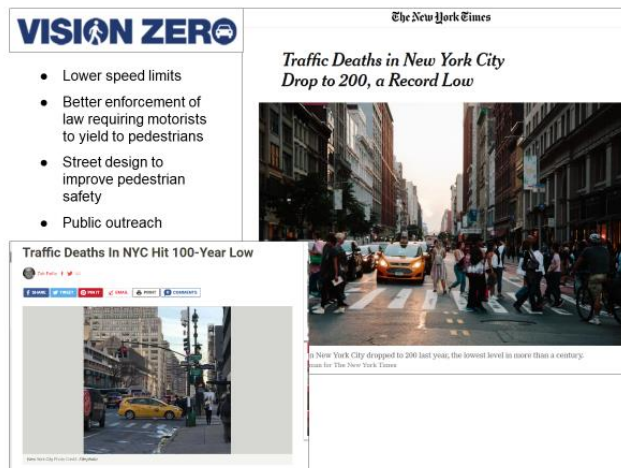 VISION ZERO
● Lower speed limits
● Better enforcement of
law requiring motorists
to yield to pedestrians
● Street design to
improve pedestrian
safety
● Public outreach
The New York Times
Traffic Deaths in New York City
Drop to 200, a Record Low
n New York City dropped to 200 last year, the lowest level in more than a century.
man for The New York Times
Traffic Deaths In NYC Hit 100-Year Low
SHARE TWEET PIN IT EMAIL PRINT COMMENTS